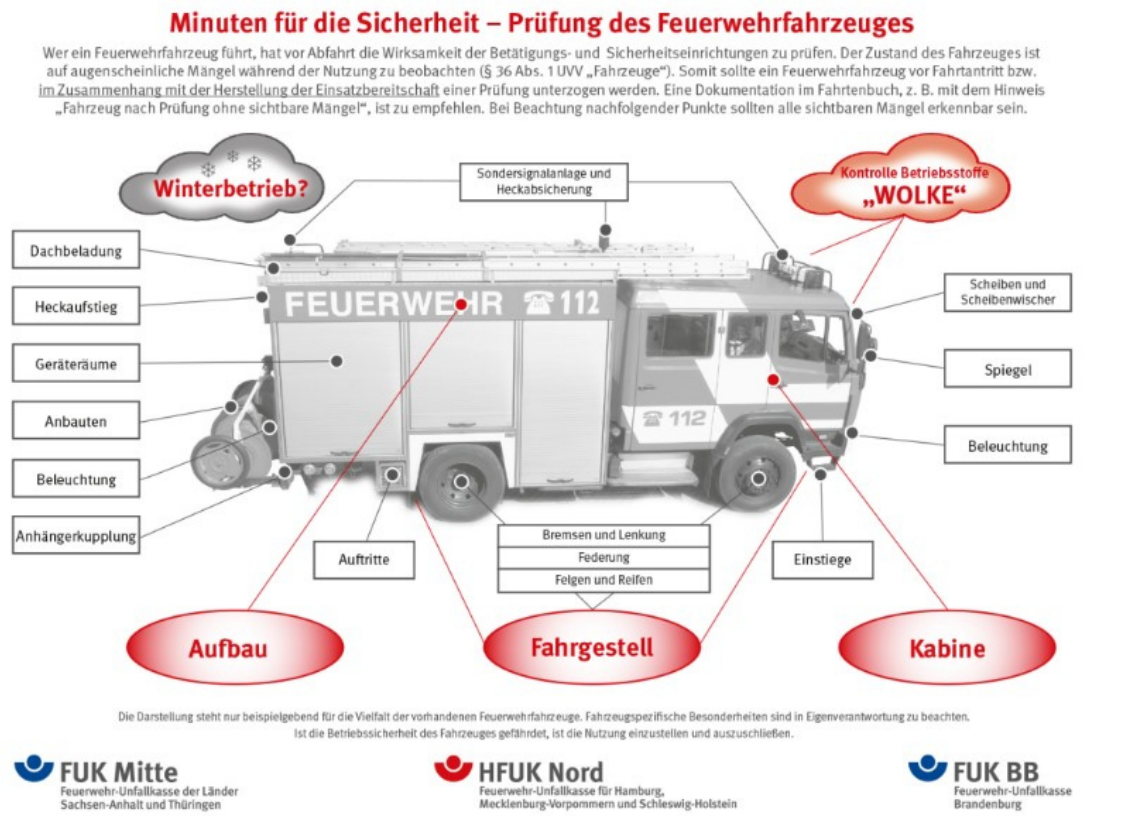 Minuten für die Sicherheit – Prüfung des Feuerwehrfahrzeuges
Wer ein Feuerwehrfahrzeug führt, hat vor Abfahrt die Wirksamkeit der Betätigungs- und Sicherheitseinrichtungen zu prüfen. Der Zustand des Fahrzeuges ist
auf augenscheinliche Mängel während der Nutzung zu beobachten (§ 36 Abs. 1 UVV „Fahrzeuge“). Somit sollte ein Feuerwehrfahrzeug vor Fahrtantritt bzw.
im Zusammenhang mit der Herstellung der Einsatzbereitschaft einer Prüfung unterzogen werden. Eine Dokumentation im Fahrtenbuch, z. B. mit dem Hinweis
„Fahrzeug nach Prüfung ohne sichtbare Mängel“, ist zu empfehlen. Bei Beachtung nachfolgender Punkte sollten alle sichtbaren Mängel erkennbar sein.
Winterbetrieb?
Sondersignalanlage und
Heckabsicherung
Kontrolle Betriebsstoffe
„WOLKE“
Dachbeladung
Heckaufstieg
Geräteräume
Anbauten
Beleuchtung
Anhängerkupplung
FEUERWEHR ☎ 112
☎ 112
Scheiben und
Scheibenwischer
Spiegel
Beleuchtung
Auftritte
Bremsen und Lenkung
Federung
Felgen und Reifen
Einstiege
Aufbau
Fahrgestell
Kabine
Die Darstellung steht nur beispielgebend für die Vielfalt der vorhandenen Feuerwehrfahrzeuge. Fahrzeugspezifische Besonderheiten sind in Eigenverantwortung zu beachten.
Ist die Betriebssicherheit des Fahrzeuges gefährdet, ist die Nutzung einzustellen und auszuschließen.
FUK Mitte
Feuerwehr-Unfallkasse der Länder
Sachsen-Anhalt und Thüringen
HFUK Nord
Feuerwehr-Unfallkasse für Hamburg,
Mecklenburg-Vorpommern und Schleswig-Holstein
FUK BB
Feuerwehr-Unfallkasse
Brandenburg